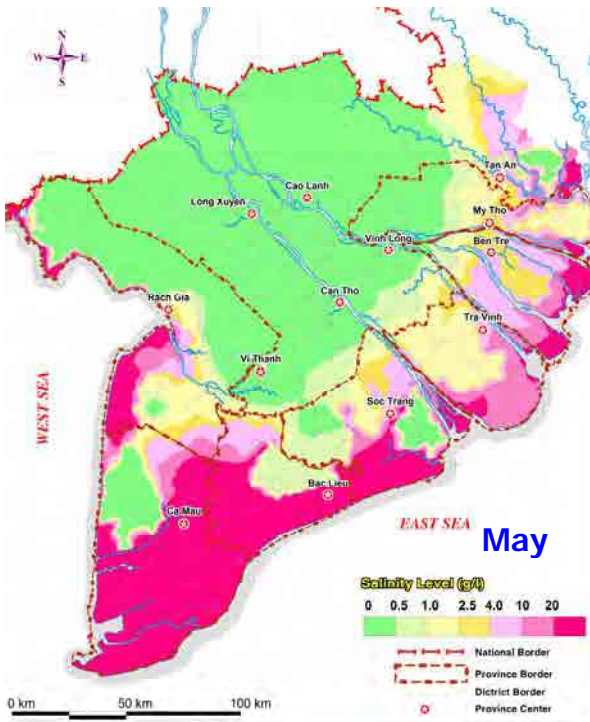 N
W E
S
Tan An
Cao Lanh
Long Xuyen
My Tho
Ben Tre
Vinh Long
Can Tho
Rach Gia
Tra Vinh
Vi Thanh
Soc Trang
WEST SEA
Bac Lieu
Ca Mau
EAST SEA
May
Salinity Level (g/l)
0 0.5 1.0 2.5 4.0 10 20
National Border
Province Border
District Border
Province Center
0 km 50 km 100 km